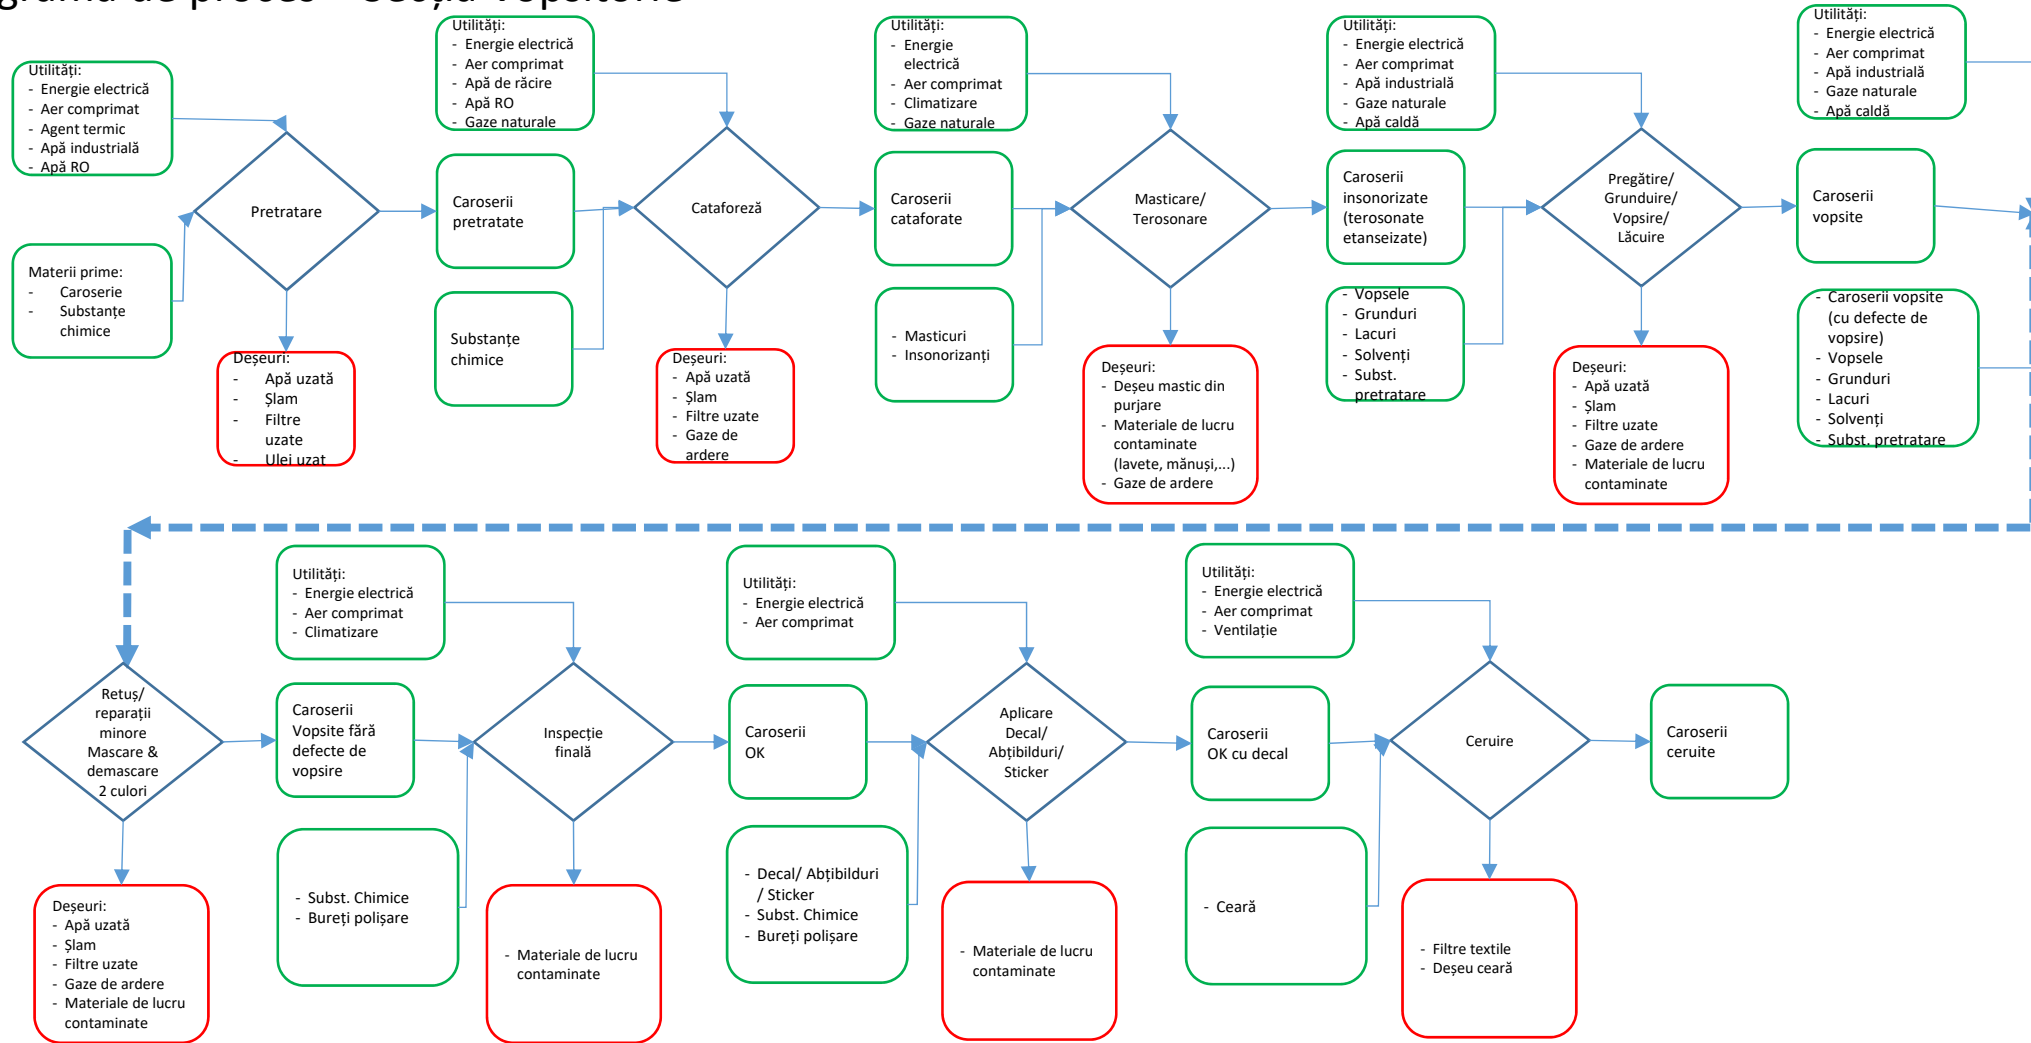 grama de proces - Secția Vopsitorie
Utilități:
- Energie electrică
- Aer comprimat
- Agent termic
- Apă industrială
- Apă RO
Utilități:
- Energie electrică
- Aer comprimat
- Apă de răcire
- Apă RO
- Gaze naturale
Utilități:
- Energie
electrică
- Aer comprimat
- Climatizare
- Gaze naturale
Utilități:
- Energie electrică
- Aer comprimat
- Apă industrială
- Gaze naturale
- Apă caldă
Utilități:
- Energie electrică
- Aer comprimat
- Apă industrială
- Gaze naturale
- Apă caldă
Pretratare
Caroserii
pretratate
Cataforeză
Caroserii
cataforate
Masticare/
Terosonare
Caroserii
insonorizate
(terosonate
etanseizate)
Pregătire/
Grunduire/
Vopsire/
Lăcuire
Caroserii
vopsite
Materii prime:
- Caroserie
- Substanțe
chimice
Substanțe
chimice
- Masticuri
- Insonorizanți
- Vopsele
- Grunduri
- Lacuri
- Solvenți
- Subst.
pretratare
- Caroserii vopsite
(cu defecte de
vopsire)
- Vopsele
- Grunduri
- Lacuri
- Solvenți
- Subst. pretratare
Deșeuri:
- Apă uzată
- Șlam
- Filtre
uzate
- Ulei uzat
Deșeuri:
- Apă uzată
- Șlam
- Filtre uzate
- Gaze de
ardere
Deșeuri:
- Deșeu mastic din
purjare
- Materiale de lucru
contaminate
(lavete, mănuși,...)
- Gaze de ardere
Deșeuri:
- Apă uzată
- Șlam
- Filtre uzate
- Gaze de ardere
- Materiale de lucru
contaminate
Utilități:
- Energie electrică
- Aer comprimat
- Climatizare
Utilități:
- Energie electrică
- Aer comprimat
Utilități:
- Energie electrică
- Aer comprimat
- Ventilație
Retuș/
reparații
minore
Mascare &
demascare
2 culori
Caroserii
Vopsite fără
defecte de
vopsire
Inspecție
finală
Caroserii
OK
Aplicare
Decal/
Abțibilduri/
Sticker
Caroserii
OK cu decal
Ceruire
Caroserii
ceruite
- Subst. Chimice
- Bureți polișare
- Decal/ Abțibilduri
/ Sticker
- Subst. Chimice
- Bureți polișare
- Ceară
Deșeuri:
- Apă uzată
- Șlam
- Filtre uzate
- Gaze de ardere
- Materiale de lucru
contaminate
- Materiale de lucru
contaminate
- Materiale de lucru
contaminate
- Filtre textile
- Deșeu ceară